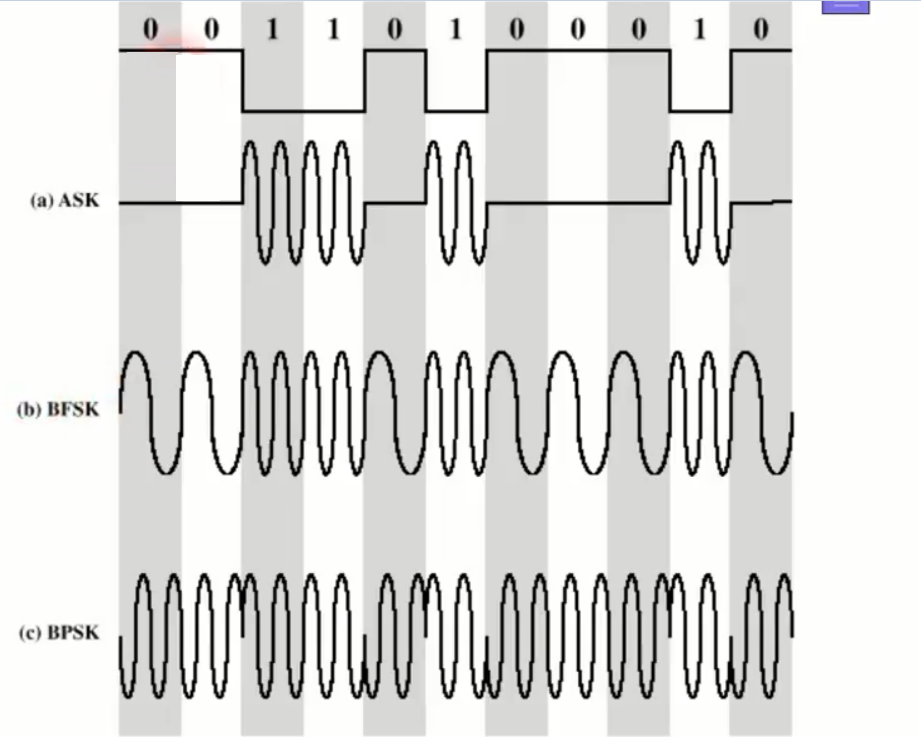 0 0 1 1 0 1 0 0 0 1 0
(a) ASK
(b) BFSK
(c) BPSK